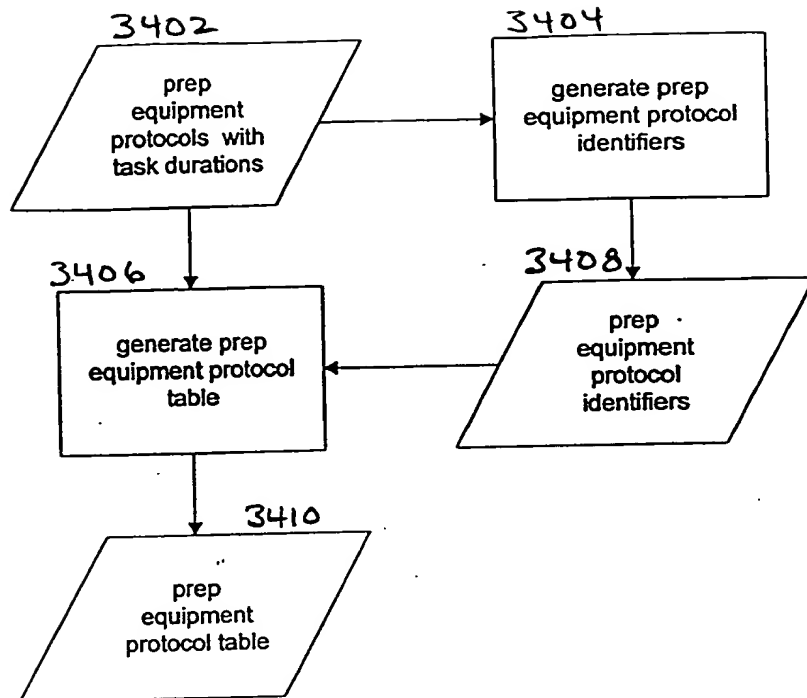 3402
prep
equipment
protocols with
task durations
3404
generate prep
equipment protocol
identifiers
3406
generate prep
equipment protocol
table
3408
prep
equipment
protocol
identifiers
3410
prep
equipment
protocol table